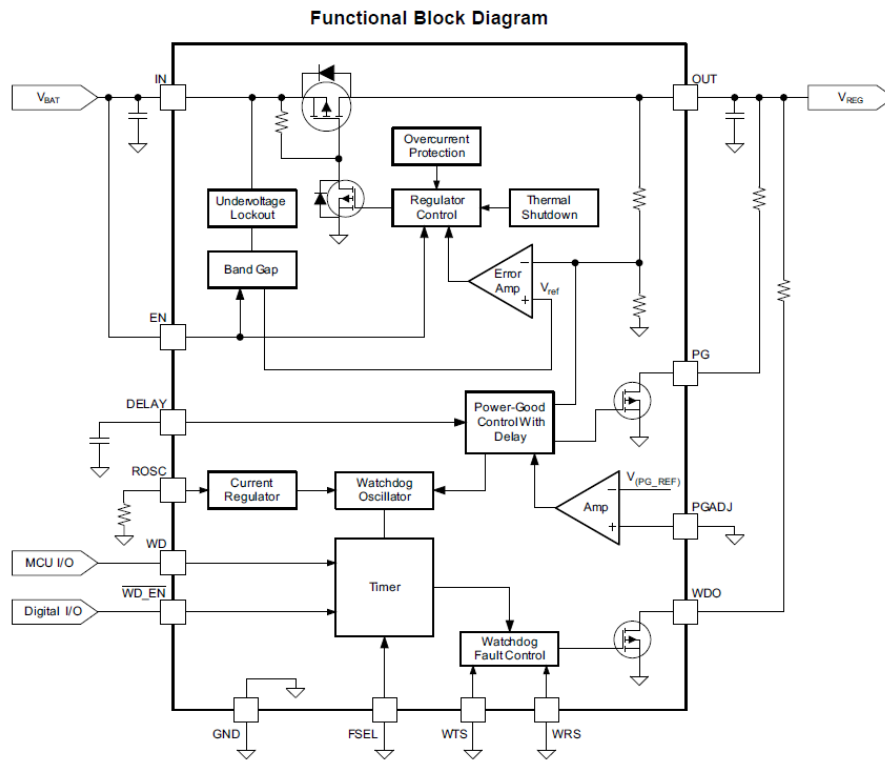 Functional Block Diagram
IN
OUT
VBAT
VREG
Overcurrent
Protection
Undervoltage
Lockout
Regulator
Control
Thermal
Shutdown
Band Gap
Error
Amp
Vref
EN
PG
DELAY
Power-Good
Control With
Delay
ROSC
Current
Regulator
Watchdog
Oscillator
V(PG_REF)
Amp
PGADJ
WD
MCU I/O
WD_EN
Digital I/O
Timer
WDO
Watchdog
Fault Control
GND
FSEL
WTS
WRS